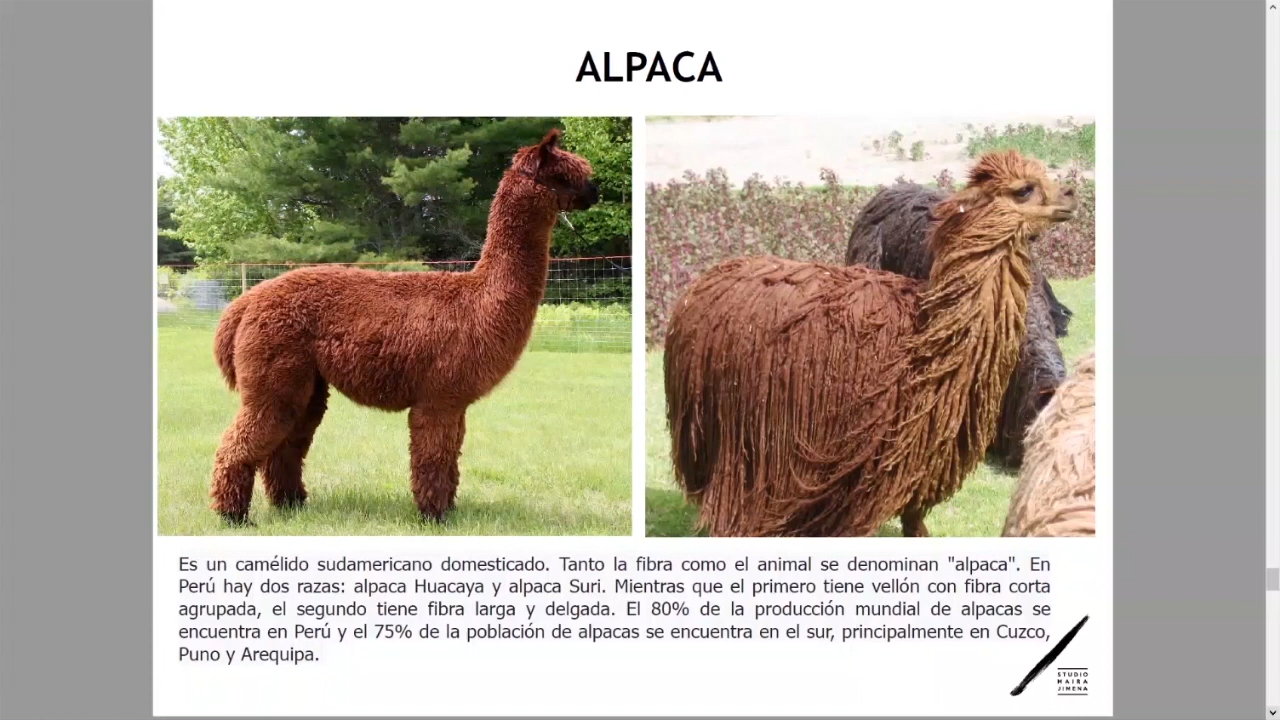 ALPACA
Es un camélido sudamericano domesticado. Tanto la fibra como el animal se denominan "alpaca". En
Perú hay dos razas: alpaca Huacaya y alpaca Suri. Mientras que el primero tiene vellón con fibra corta
agrupada, el segundo tiene fibra larga y delgada. El 80% de la producción mundial de alpacas se
encuentra en Perú y el 75% de la población de alpacas se encuentra en el sur, principalmente en Cuzco,
Puno y Arequipa.
STUDIO
MAIRA
JIMENA